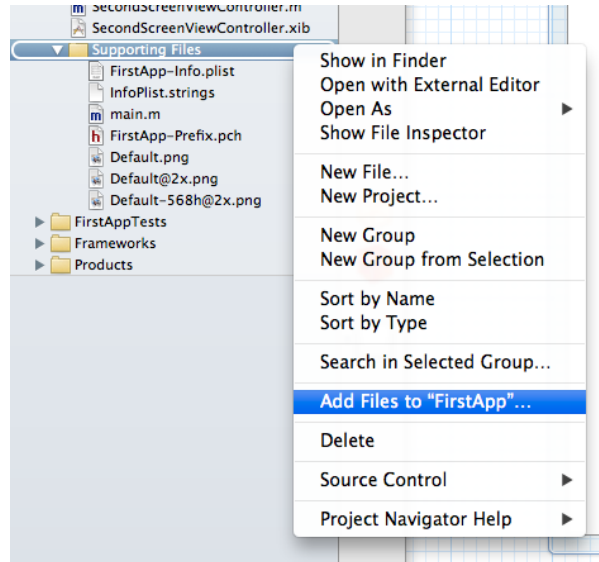 SecondScreenViewController.m
SecondScreenViewController.xib
Supporting Files
FirstApp-Info.plist
InfoPlist.strings
main.m
FirstApp-Prefix.pch
Default.png
Default@2x.png
Default-568h@2x.png
FirstAppTests
Frameworks
Products
Show in Finder
Open with External Editor
Open As
Show File Inspector
New File...
New Project...
New Group
New Group from Selection
Sort by Name
Sort by Type
Search in Selected Group...
Add Files to “FirstApp”...
Delete
Source Control
Project Navigator Help